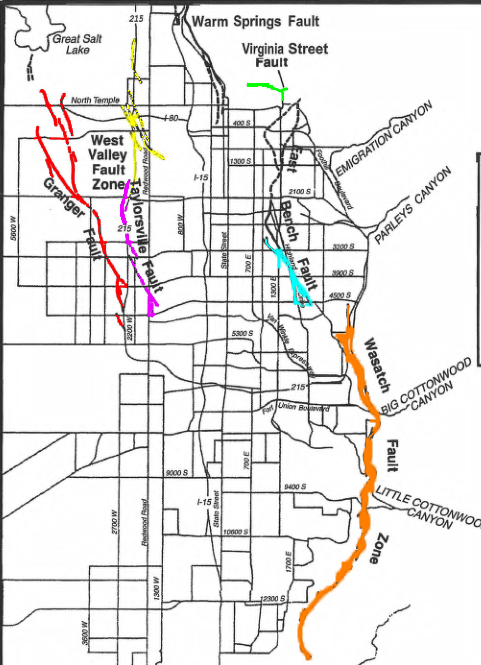 215
Warm Springs Fault
Great Salt
Lake
Virginia Street
Fault
North Temple
I-80
400 S
EMIGRATION CANYON
West
Valley
Fault
Zone
Redwood Road
1300 S
East
Bench
Fault
Foothill Boulevard
I-15
2100 S
PARLEYS CANYON
5600 W
Granger
Fault
215
Taylorsville
Fault
800 W
State Street
700 E
1300 E
Highland
3300 S
3900 S
4500 S
2200 W
5300 S
Van Winkle Expressway
Wasatch
Fault
Zone
215
BIG COTTONWOOD
CANYON
Fort Union Boulevard
9000 S
700 E
9400 S
LITTLE COTTONWOOD
CANYON
2700 W
Redwood Road
I-15
State Street
10600 S
1300 W
1700 E
12300 S
3600 W